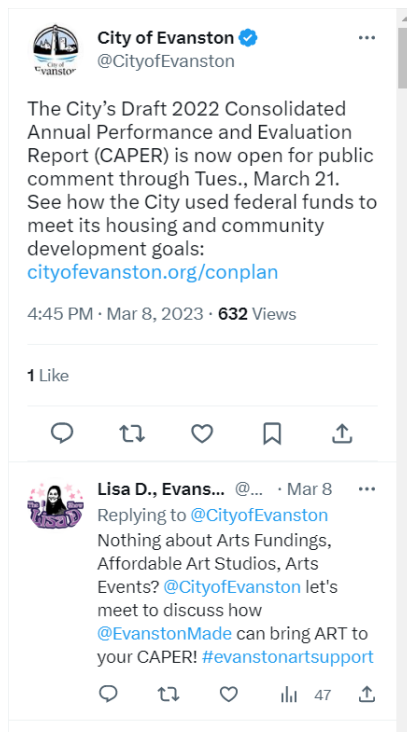 City of Evanston
@CityofEvanston
City of
Evanston
The City’s Draft 2022 Consolidated
Annual Performance and Evaluation
Report (CAPER) is now open for public
comment through Tues., March 21.
See how the City used federal funds to
meet its housing and community
development goals:
cityofevanston.org/conplan
4:45 PM · Mar 8, 2023 · 632 Views
1 Like
Lisa D., Evans... @... · Mar 8
Replying to @CityofEvanston
Nothing about Arts Fundings,
Affordable Art Studios, Arts
Events? @CityofEvanston let's
meet to discuss how
@EvanstonMade can bring ART to
your CAPER! #evanstonartsupport
47